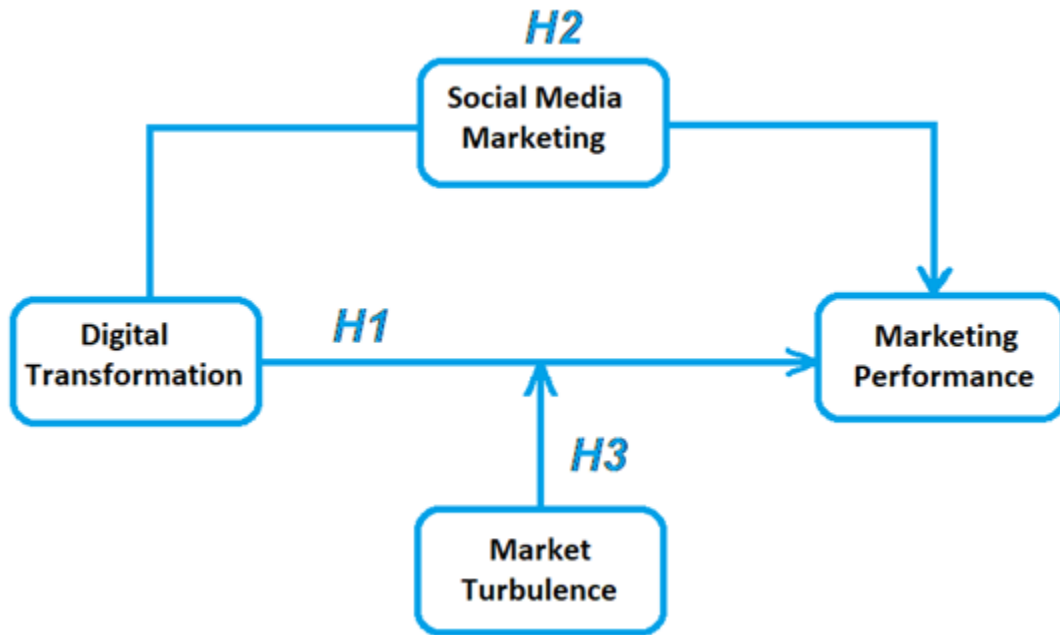 H2
Social Media
Marketing
Digital
Transformation
H1
Marketing
Performance
H3
Market
Turbulence